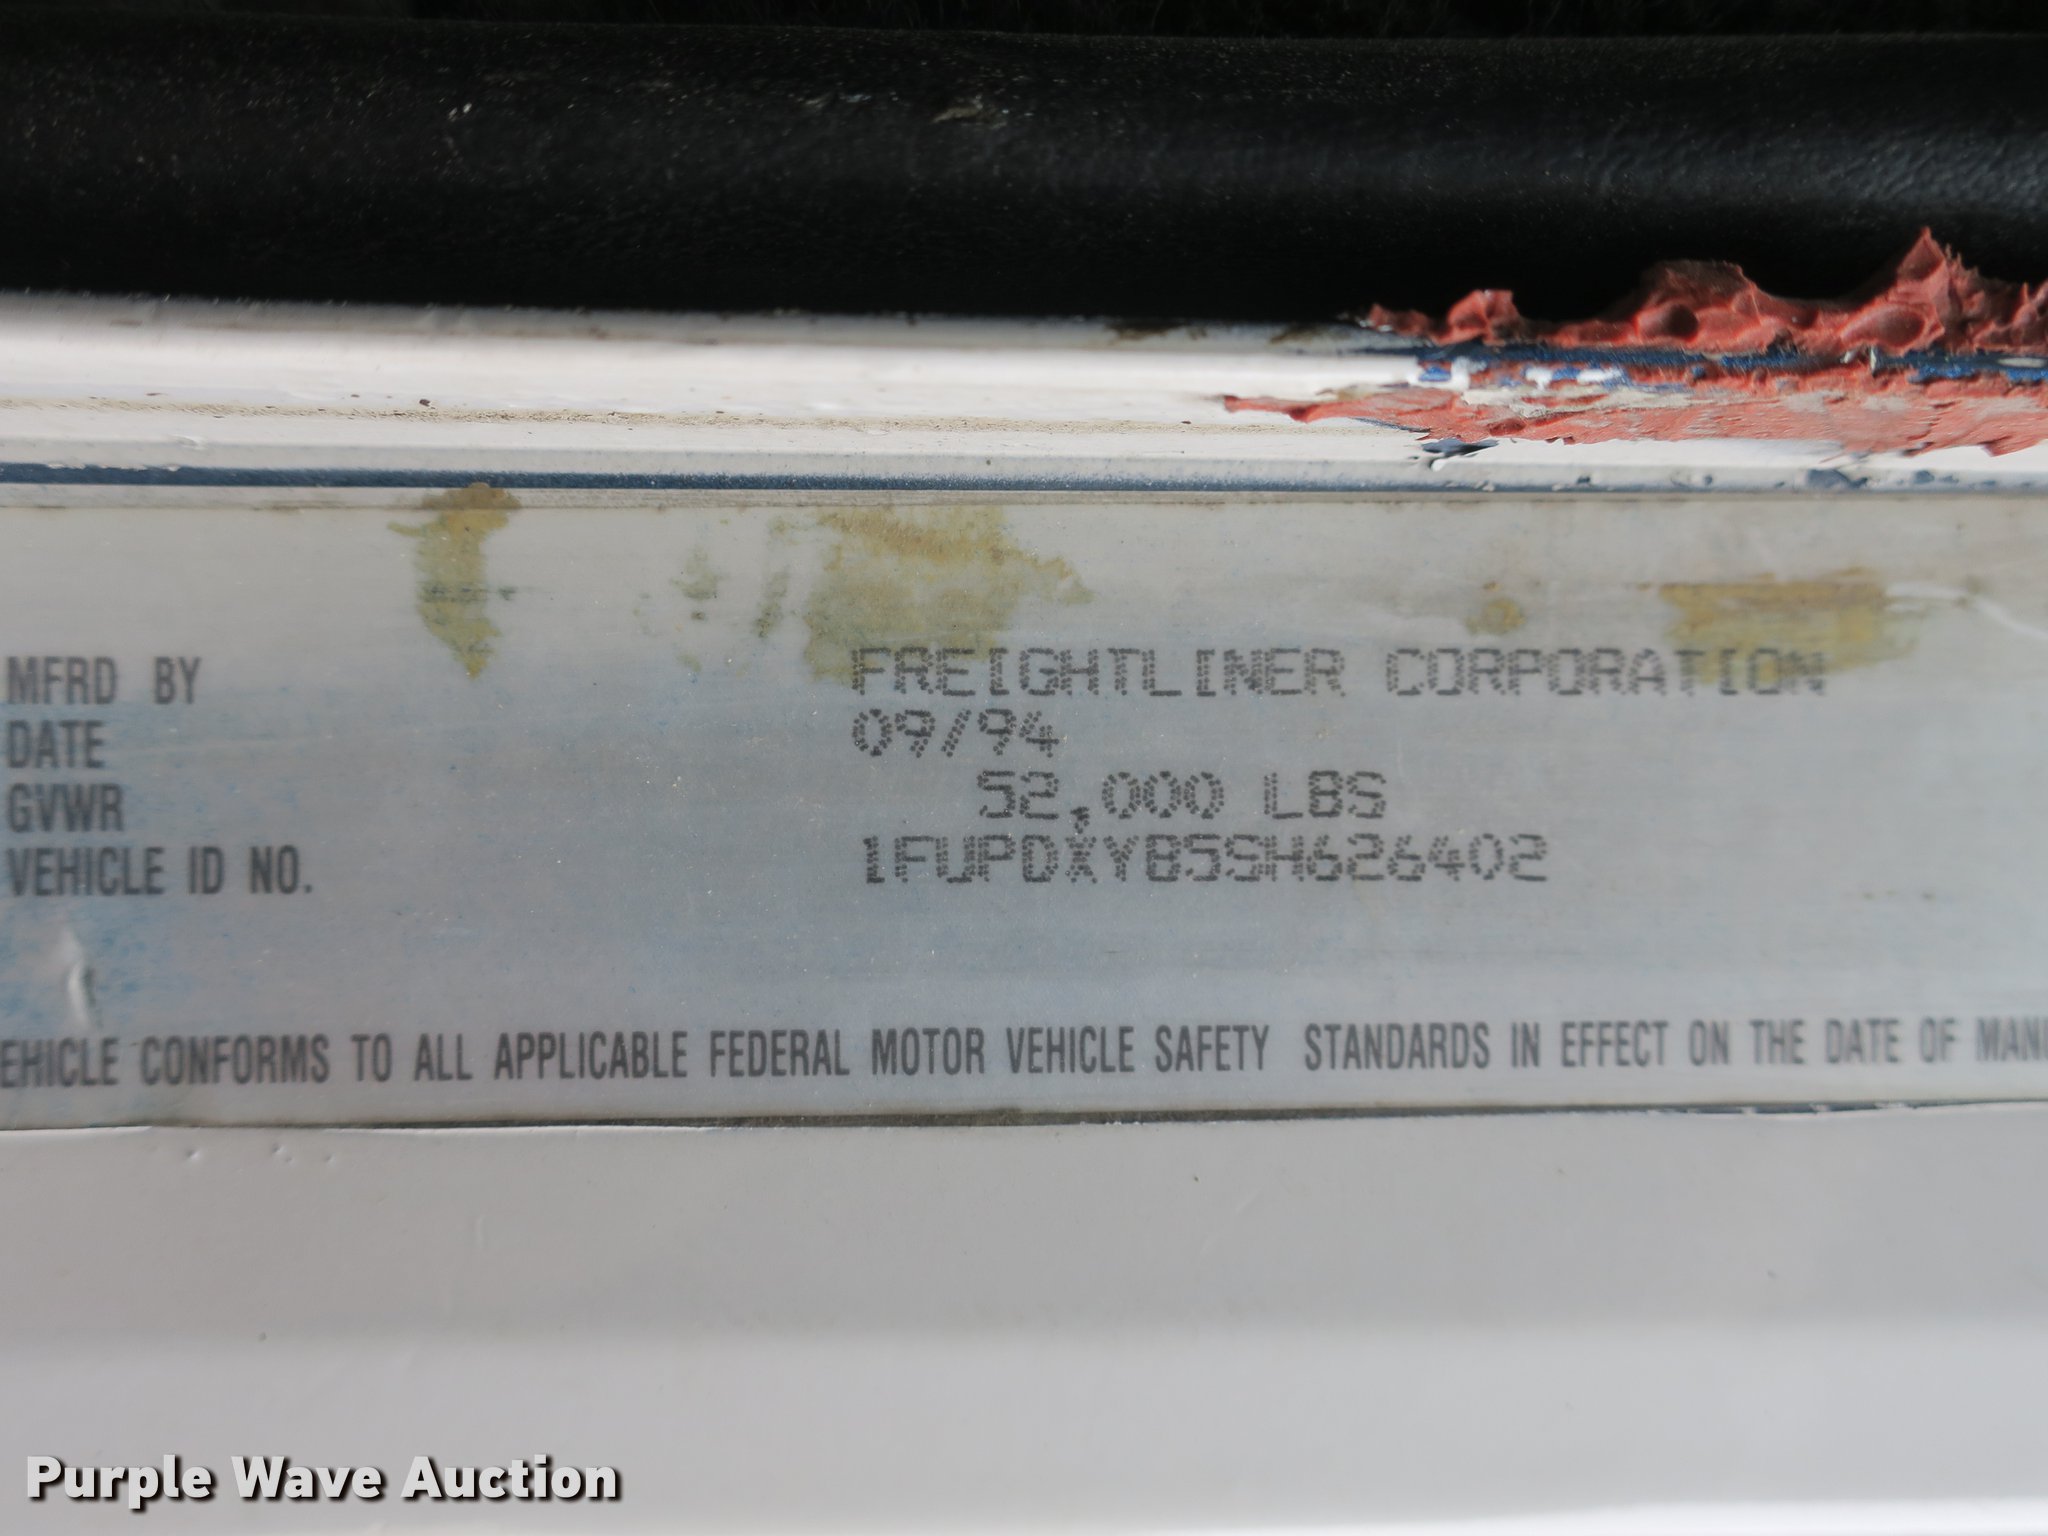 MFRD BY FREIGHTLINER CORPORATION
DATE 09/94
GVWR 52,000 LBS
VEHICLE ID NO. 1FUPDXYB5SH626402
EHICLE CONFORMS TO ALL APPLICABLE FEDERAL MOTOR VEHICLE SAFETY STANDARDS IN EFFECT ON THE DATE OF MANU
Purple Wave Auction